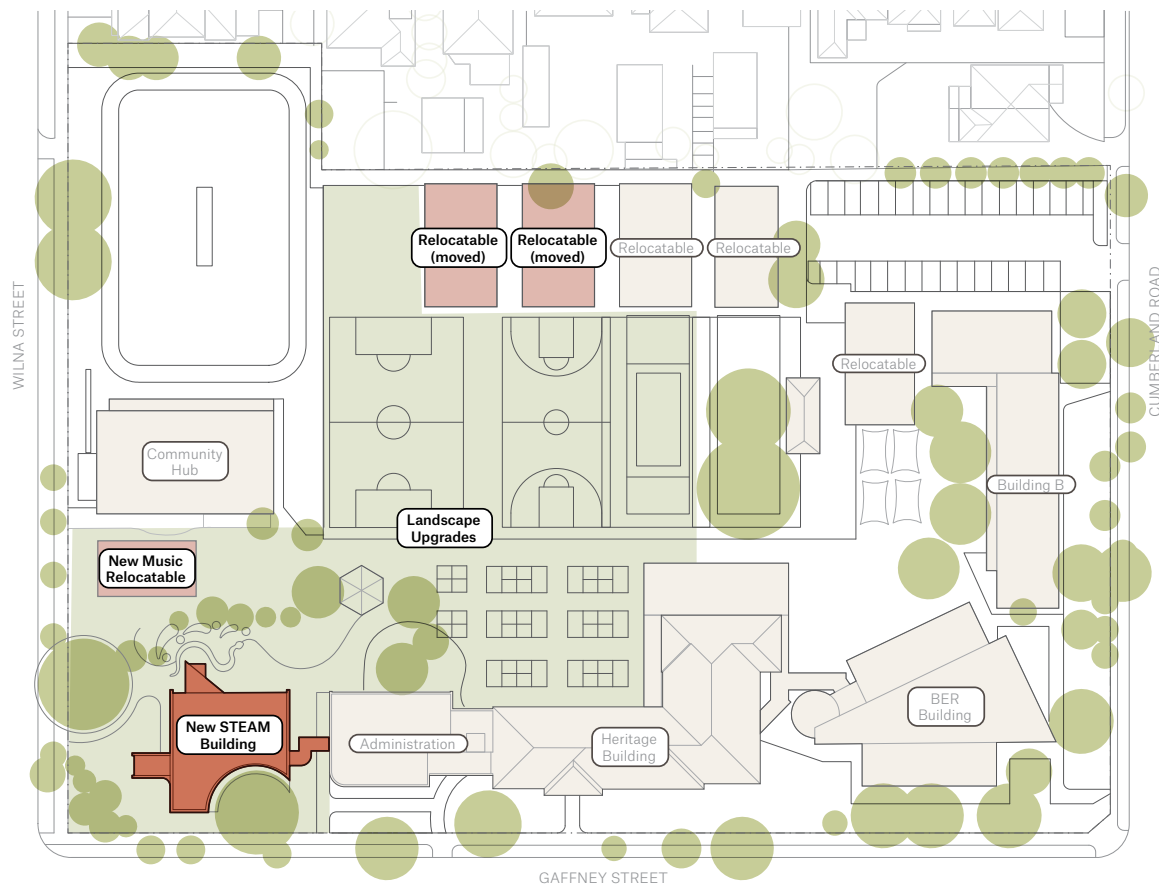 Relocatable
(moved)
Relocatable
(moved)
Relocatable
Relocatable
WILNA STREET
CUMBERLAND ROAD
Relocatable
Community
Hub
Building B
Landscape
Upgrades
New Music
Relocatable
New STEAM
Building
Administration
Heritage
Building
BER
Building
GAFFNEY STREET